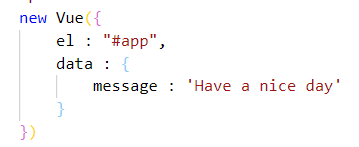 new Vue({
    el : "#app",
    data : {
        message : 'Have a nice day'
    }
})